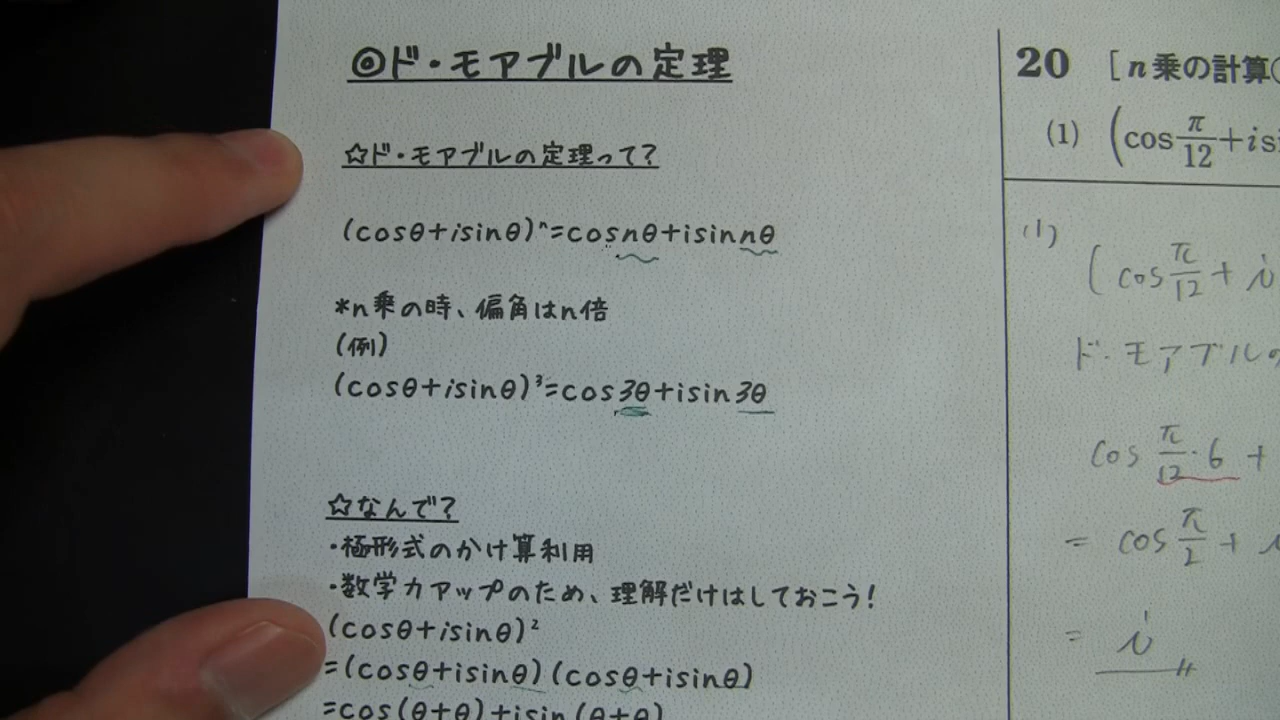 ◎ド・モアブルの定理
☆ド・モアブルの定理って?
(cosθ+isinθ)ⁿ=cosnθ+isinnθ
*n乗の時、偏角はn倍
(例)
(cosθ+isinθ)³=cos3θ+isin3θ
☆なんで?
・極形式のかけ算利用
・数学力アップのため、理解だけはしておこう!
(cosθ+isinθ)²
=(cosθ+isinθ)(cosθ+isinθ)
=cos(θ+θ)+isin(θ+θ)
20 [n乗の計算
(1) (cos π/12 + i si
(1)
(cos π/12 + i
ド・モアブルの
cos π/12・6 +
= cos π/2 + i
= i